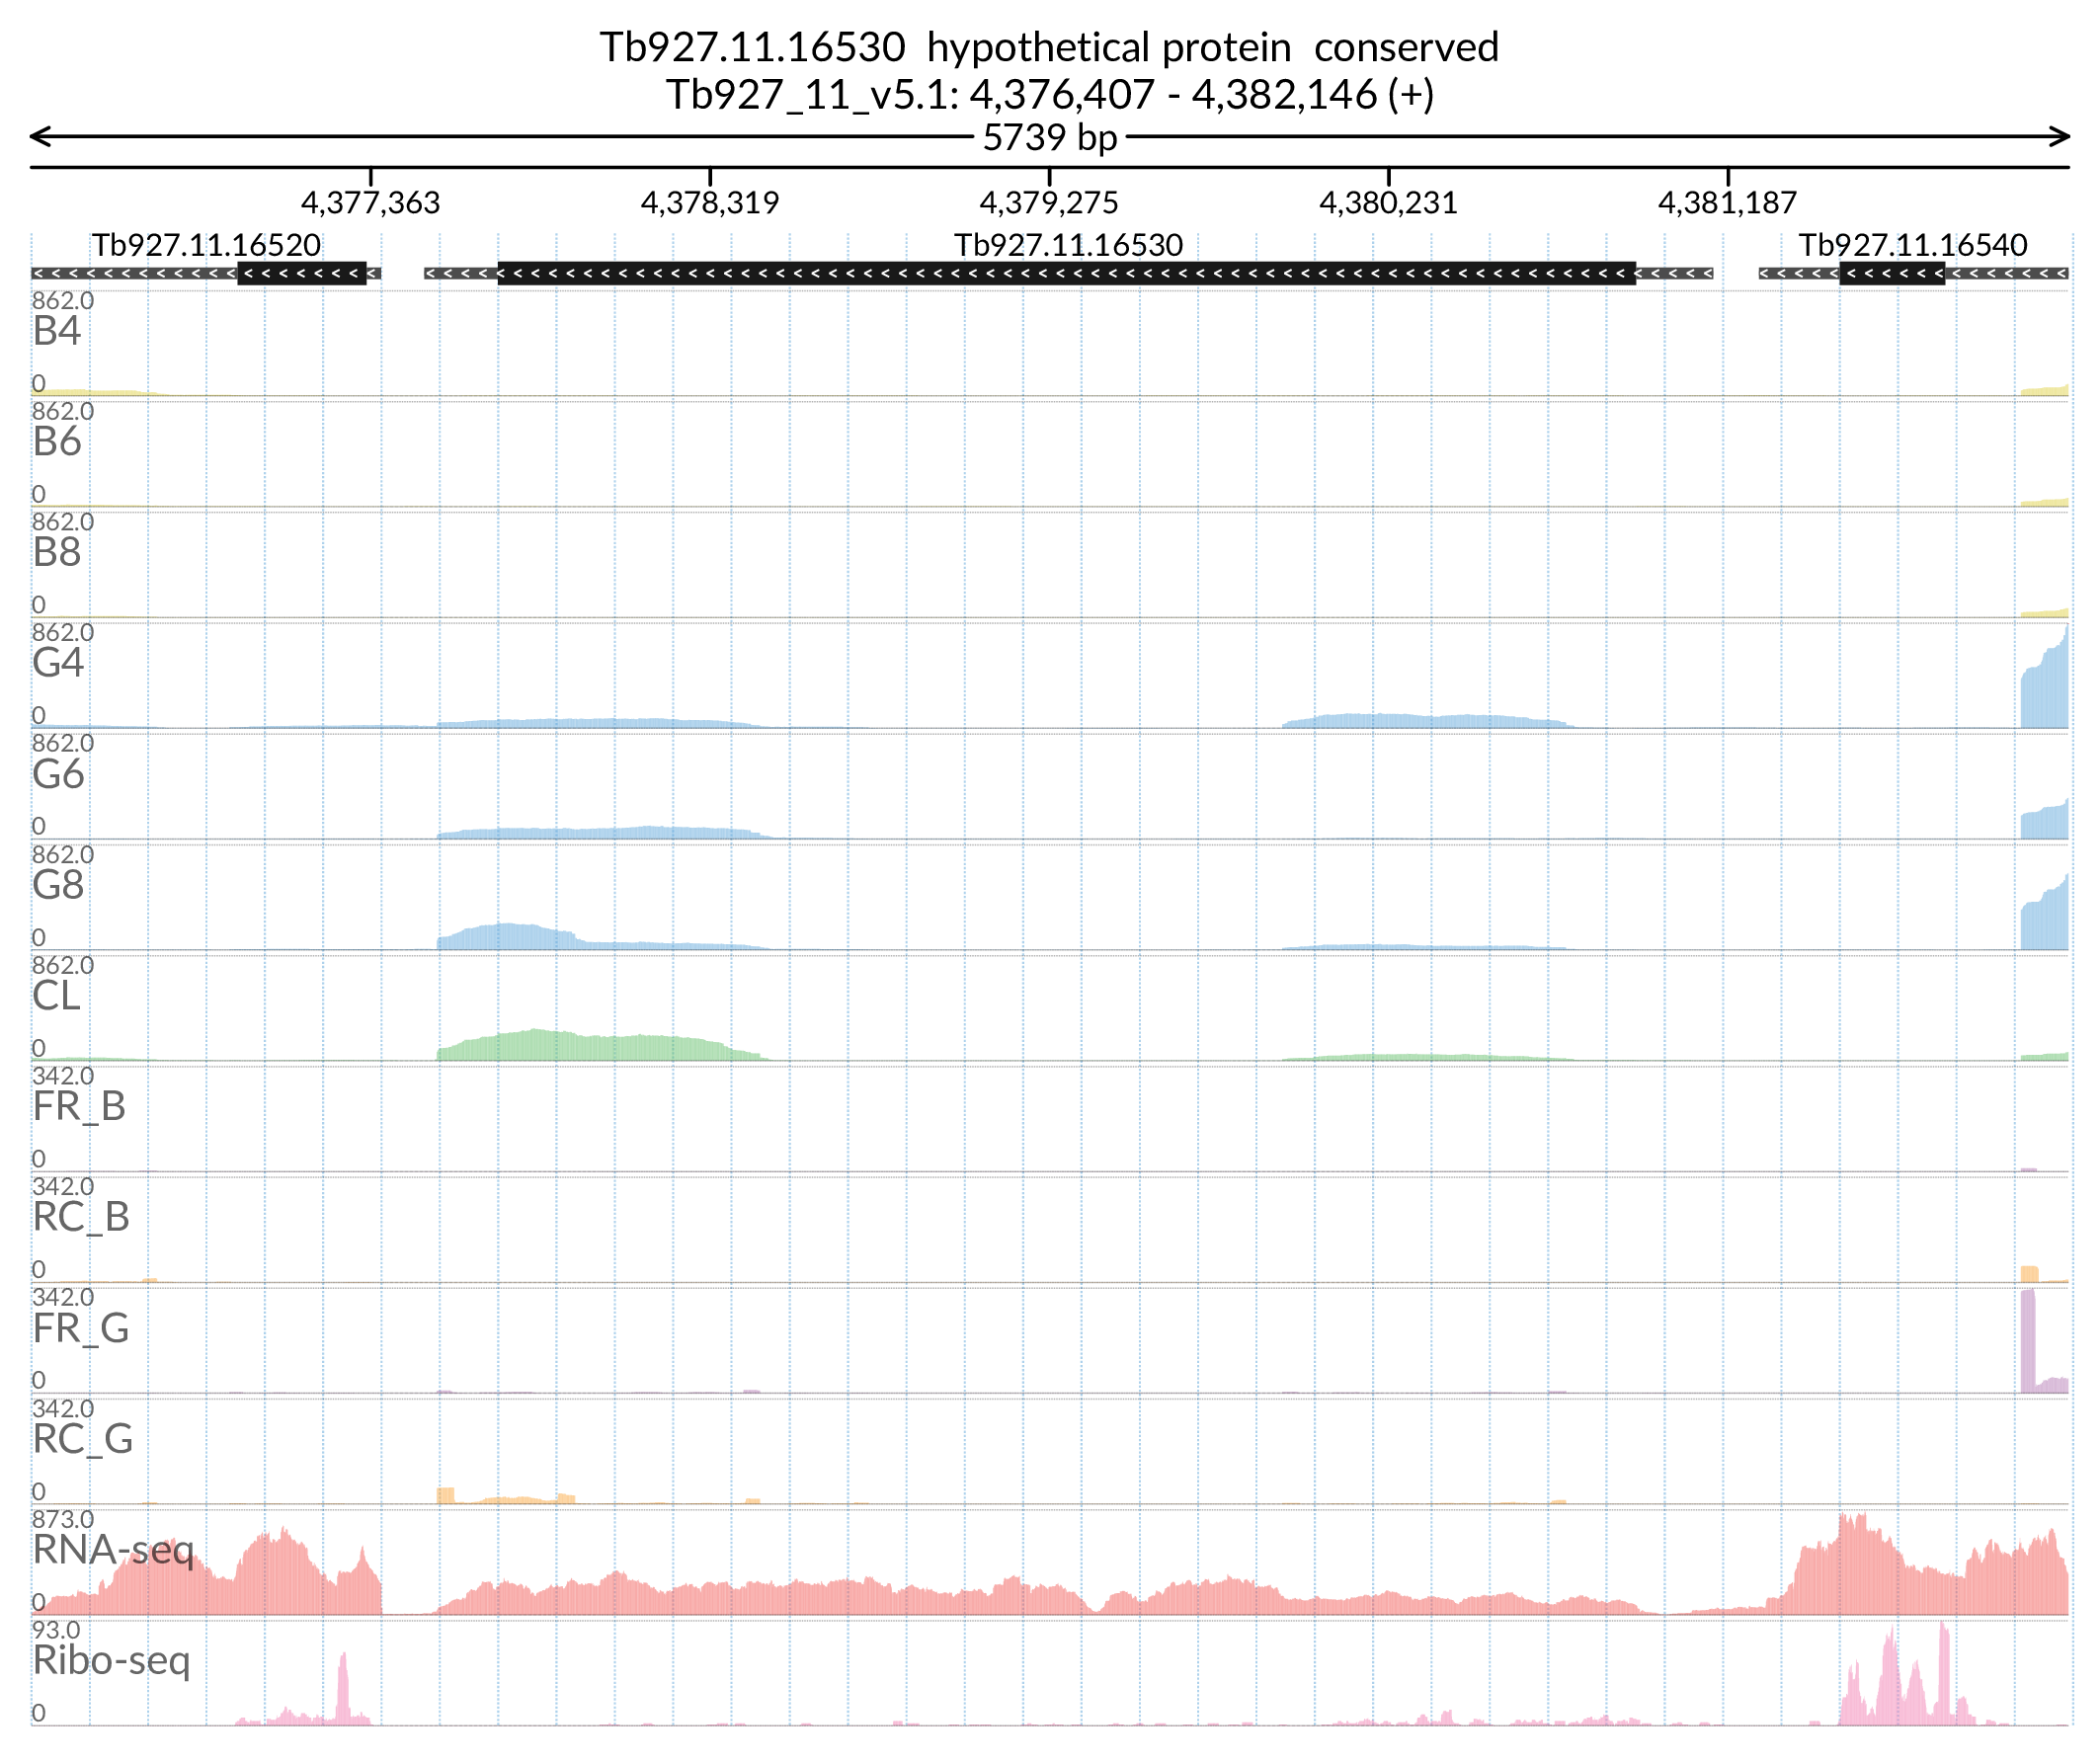 Tb927.11.16530 hypothetical protein conserved
Tb927_11_v5.1: 4,376,407 - 4,382,146 (+)
5739 bp
4,377,363 4,378,319 4,379,275 4,380,231 4,381,187
Tb927.11.16520 Tb927.11.16530 Tb927.11.16540
862.0
B4
0
862.0
B6
0
862.0
B8
0
862.0
G4
0
862.0
G6
0
862.0
G8
0
862.0
CL
0
342.0
FR_B
0
342.0
RC_B
0
342.0
FR_G
0
342.0
RC_G
0
873.0
RNA-seq
0
93.0
Ribo-seq
0